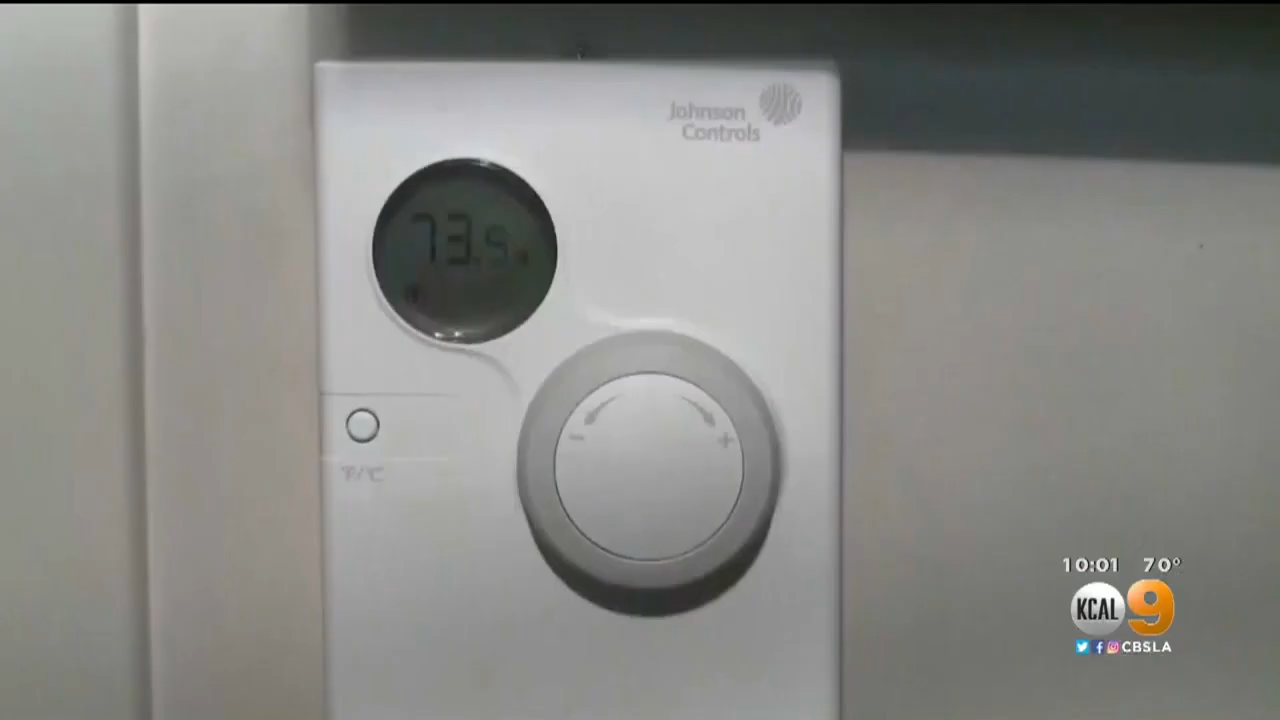 Johnson
Controls
73.5
- +
°F/°C
10:01 70°
KCAL 9
CBSLA